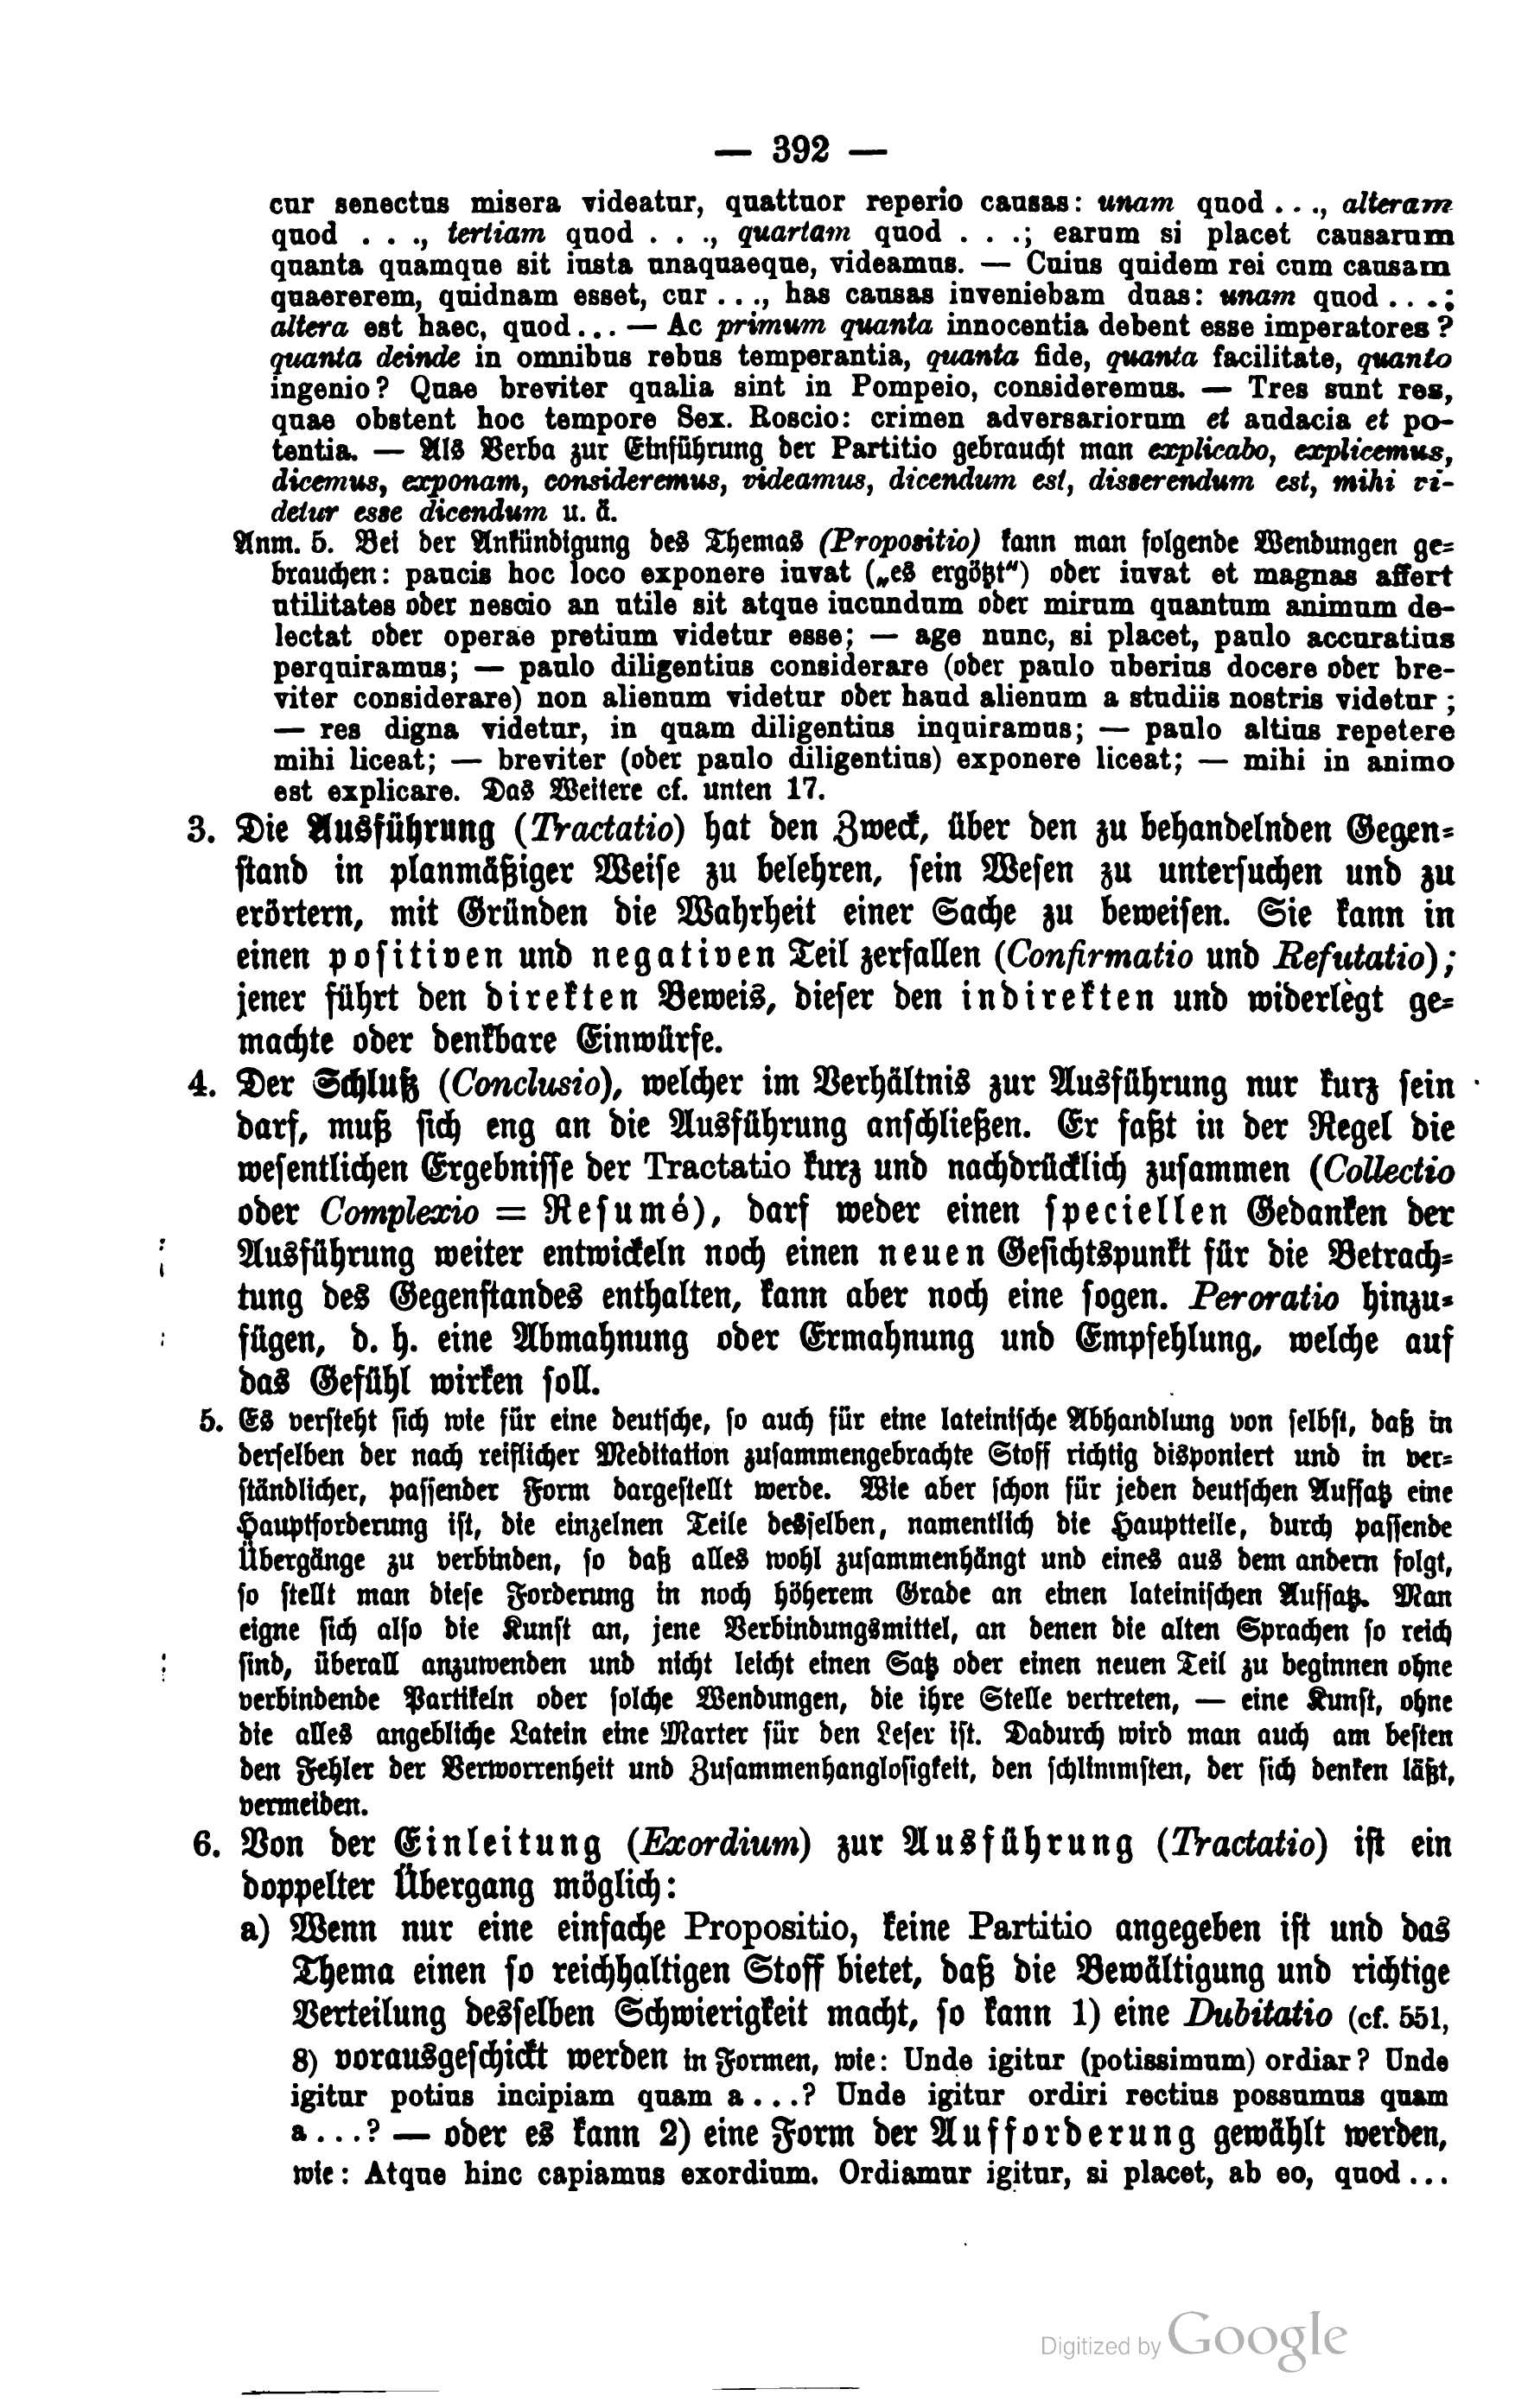 — 392 —
cur senectus misera videatur, quattuor reperio causas: unam quod . . ., alteram
quod . . ., tertiam quod . . ., quartam quod . . .; earum si placet causarum
quanta quamque sit iusta unaquaeque, videamus. — Cuius quidem rei cum causam
quaererem, quidnam esset, cur . . ., has causas inveniebam duas: unam quod . . .;
altera est haec, quod . . . — Ac primum quanta innocentia debent esse imperatores?
quanta deinde in omnibus rebus temperantia, quanta fide, quanta facilitate, quanto
ingenio? Quae breviter qualia sint in Pompeio, consideremus. — Tres sunt res,
quae obstent hoc tempore Sex. Roscio: crimen adversariorum et audacia et po-
tentia. — Als Verba zur Einführung der Partitio gebraucht man explicabo, explicemus,
dicemus, exponam, consideremus, videamus, dicendum est, disserendum est, mihi vi-
detur esse dicendum u. ä.
Anm. 5. Bei der Ankündigung des Themas (Propositio) kann man folgende Wendungen ge-
brauchen: paucis hoc loco exponere iuvat („es ergötzt“) oder iuvat et magnas affert
utilitates oder nescio an utile sit atque iucundum oder mirum quantum animum de-
lectat oder operae pretium videtur esse; — age nunc, si placet, paulo accuratius
perquiramus; — paulo diligentius considerare (oder paulo uberius docere oder bre-
viter considerare) non alienum videtur oder haud alienum a studiis nostris videtur;
— res digna videtur, in quam diligentius inquiramus; — paulo altius repetere
mihi liceat; — breviter (oder paulo diligentius) exponere liceat; — mihi in animo
est explicare. Das Weitere cf. unten 17.
3. Die Ausführung (Tractatio) hat den Zweck, über den zu behandelnden Gegen-
stand in planmäßiger Weise zu belehren, sein Wesen zu untersuchen und zu
erörtern, mit Gründen die Wahrheit einer Sache zu beweisen. Sie kann in
einen positiven und negativen Teil zerfallen (Confirmatio und Refutatio);
jener führt den direkten Beweis, dieser den indirekten und widerlegt ge-
machte oder denkbare Einwürfe.
4. Der Schluß (Conclusio), welcher im Verhältnis zur Ausführung nur kurz sein
darf, muß sich eng an die Ausführung anschließen. Er faßt in der Regel die
wesentlichen Ergebnisse der Tractatio kurz und nachdrücklich zusammen (Collectio
oder Complexio = Resumé), darf weder einen speciellen Gedanken der
Ausführung weiter entwickeln noch einen neuen Gesichtspunkt für die Betrach-
tung des Gegenstandes enthalten, kann aber noch eine sogen. Peroratio hinzu-
fügen, d. h. eine Abmahnung oder Ermahnung und Empfehlung, welche auf
das Gefühl wirken soll.
5. Es versteht sich wie für eine deutsche, so auch für eine lateinische Abhandlung von selbst, daß in
derselben der nach reiflicher Meditation zusammengebrachte Stoff richtig disponiert und in ver-
ständlicher, passender Form dargestellt werde. Wie aber schon für jeden deutschen Aufsatz eine
Hauptforderung ist, die einzelnen Teile desselben, namentlich die Hauptteile, durch passende
Übergänge zu verbinden, so daß alles wohl zusammenhängt und eines aus dem andern folgt,
so stellt man diese Forderung in noch höherem Grade an einen lateinischen Aufsatz. Man
eigne sich also die Kunst an, jene Verbindungsmittel, an denen die alten Sprachen so reich
sind, überall anzuwenden und nicht leicht einen Satz oder einen neuen Teil zu beginnen ohne
verbindende Partikeln oder solche Wendungen, die ihre Stelle vertreten, — eine Kunst, ohne
die alles angebliche Latein eine Marter für den Leser ist. Dadurch wird man auch am besten
den Fehler der Verworrenheit und Zusammenhanglosigkeit, den schlimmsten, der sich denken läßt,
vermeiden.
6. Von der Einleitung (Exordium) zur Ausführung (Tractatio) ist ein
doppelter Übergang möglich:
a) Wenn nur eine einfache Propositio, keine Partitio angegeben ist und das
Thema einen so reichhaltigen Stoff bietet, daß die Bewältigung und richtige
Verteilung desselben Schwierigkeit macht, so kann 1) eine Dubitatio (cf. 551,
8) vorausgeschickt werden in Formen, wie: Unde igitur (potissimum) ordiar? Unde
igitur potius incipiam quam a . . .? Unde igitur ordiri rectius possumus quam
a . . .? — oder es kann 2) eine Form der Aufforderung gewählt werden,
wie: Atque hinc capiamus exordium. Ordiamur igitur, si placet, ab eo, quod . . .
Digitized by Google